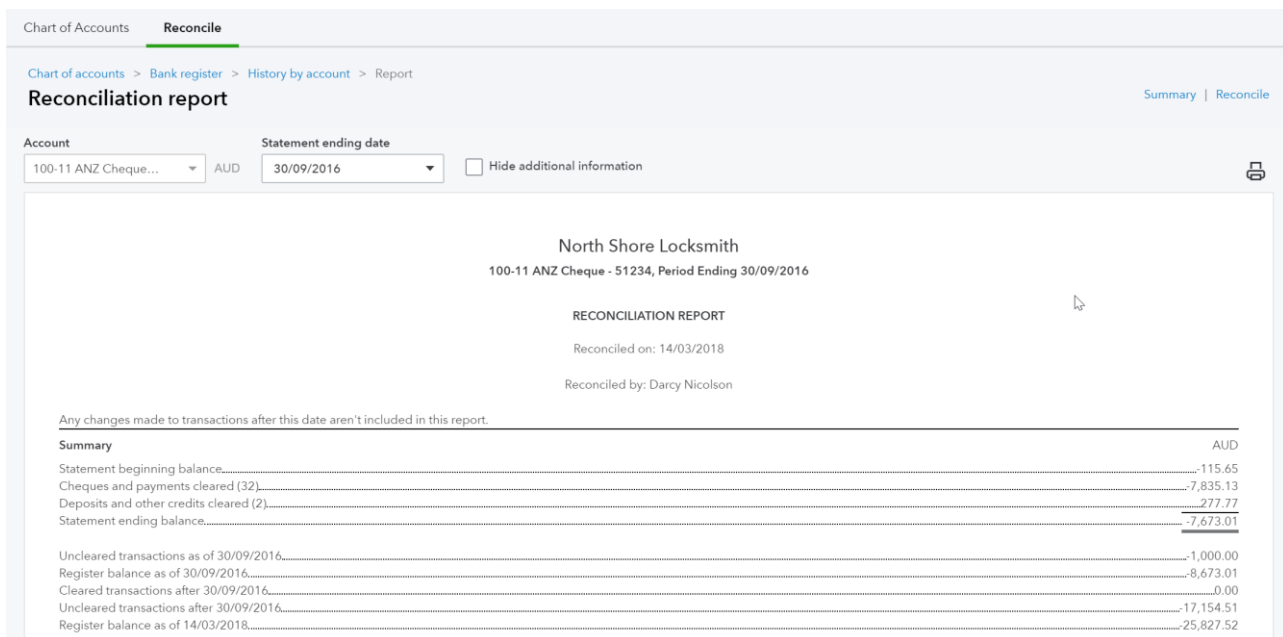 Chart of Accounts Reconcile
Chart of accounts > Bank register > History by account > Report
Reconciliation report
Summary | Reconcile
Account Statement ending date
100-11 ANZ Cheque... AUD 30/09/2016 Hide additional information
North Shore Locksmith
100-11 ANZ Cheque - 51234, Period Ending 30/09/2016
RECONCILIATION REPORT
Reconciled on: 14/03/2018
Reconciled by: Darcy Nicolson
Any changes made to transactions after this date aren't included in this report.
Summary AUD
Statement beginning balance -115.65
Cheques and payments cleared (32) -7,835.13
Deposits and other credits cleared (2) 277.77
Statement ending balance -7,673.01
Uncleared transactions as of 30/09/2016 -1,000.00
Register balance as of 30/09/2016 -8,673.01
Cleared transactions after 30/09/2016 0.00
Uncleared transactions after 30/09/2016 -17,154.51
Register balance as of 14/03/2018 -25,827.52